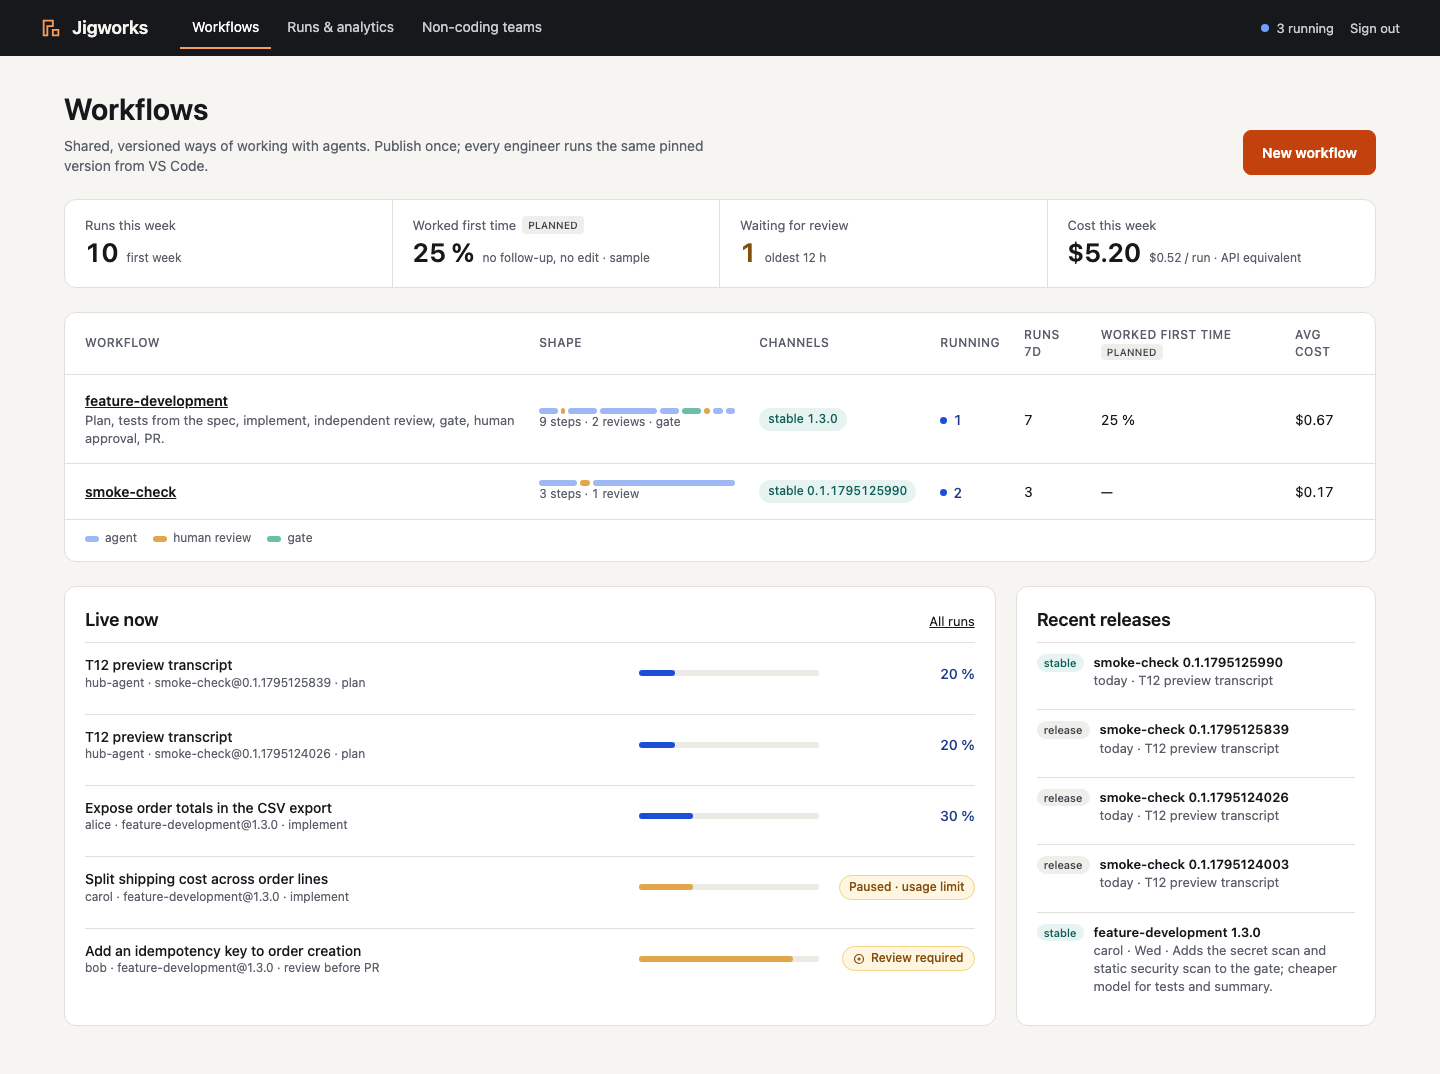 Jigworks
Workflows
Runs & analytics
Non-coding teams
3 running
Sign out
Workflows
Shared, versioned ways of working with agents. Publish once; every engineer runs the same pinned
version from VS Code.
New workflow
Runs this week
10 first week
Worked first time PLANNED
25 % no follow-up, no edit · sample
Waiting for review
1 oldest 12 h
Cost this week
$5.20 $0.52 / run · API equivalent
WORKFLOW
SHAPE
CHANNELS
RUNNING
RUNS
7D
WORKED FIRST TIME
PLANNED
AVG
COST
feature-development
Plan, tests from the spec, implement, independent review, gate, human
approval, PR.
9 steps · 2 reviews · gate
stable 1.3.0
1
7
25 %
$0.67
smoke-check
3 steps · 1 review
stable 0.1.1795125990
2
3
—
$0.17
agent
human review
gate
Live now
All runs
T12 preview transcript
hub-agent · smoke-check@0.1.1795125839 · plan
20 %
T12 preview transcript
hub-agent · smoke-check@0.1.1795124026 · plan
20 %
Expose order totals in the CSV export
alice · feature-development@1.3.0 · implement
30 %
Split shipping cost across order lines
carol · feature-development@1.3.0 · implement
Paused · usage limit
Add an idempotency key to order creation
bob · feature-development@1.3.0 · review before PR
Review required
Recent releases
stable smoke-check 0.1.1795125990
today · T12 preview transcript
release smoke-check 0.1.1795125839
today · T12 preview transcript
release smoke-check 0.1.1795124026
today · T12 preview transcript
release smoke-check 0.1.1795124003
today · T12 preview transcript
stable feature-development 1.3.0
carol · Wed · Adds the secret scan and
static security scan to the gate; cheaper
model for tests and summary.